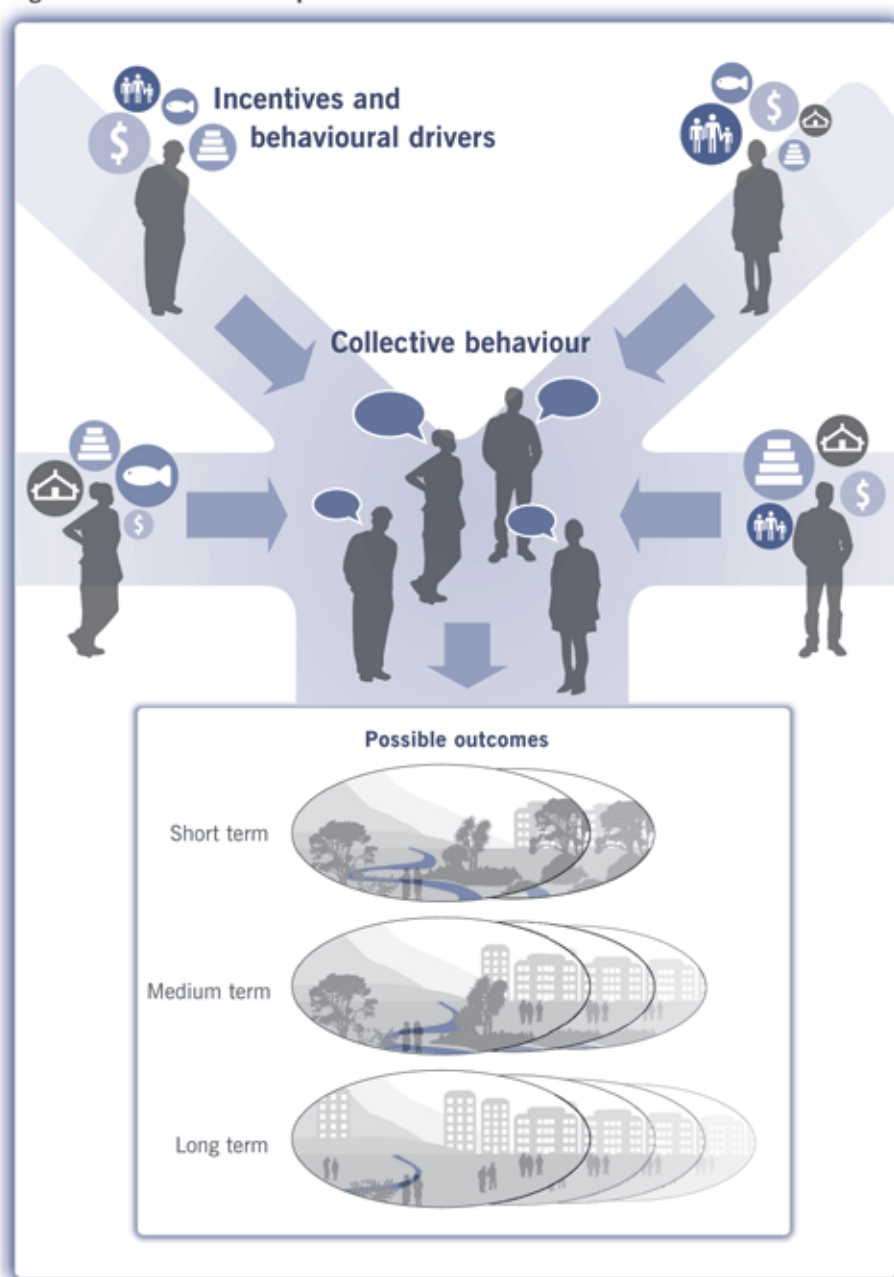 Incentives and
behavioural drivers
$
$
Collective behaviour
$
$
Possible outcomes
Short term
Medium term
Long term